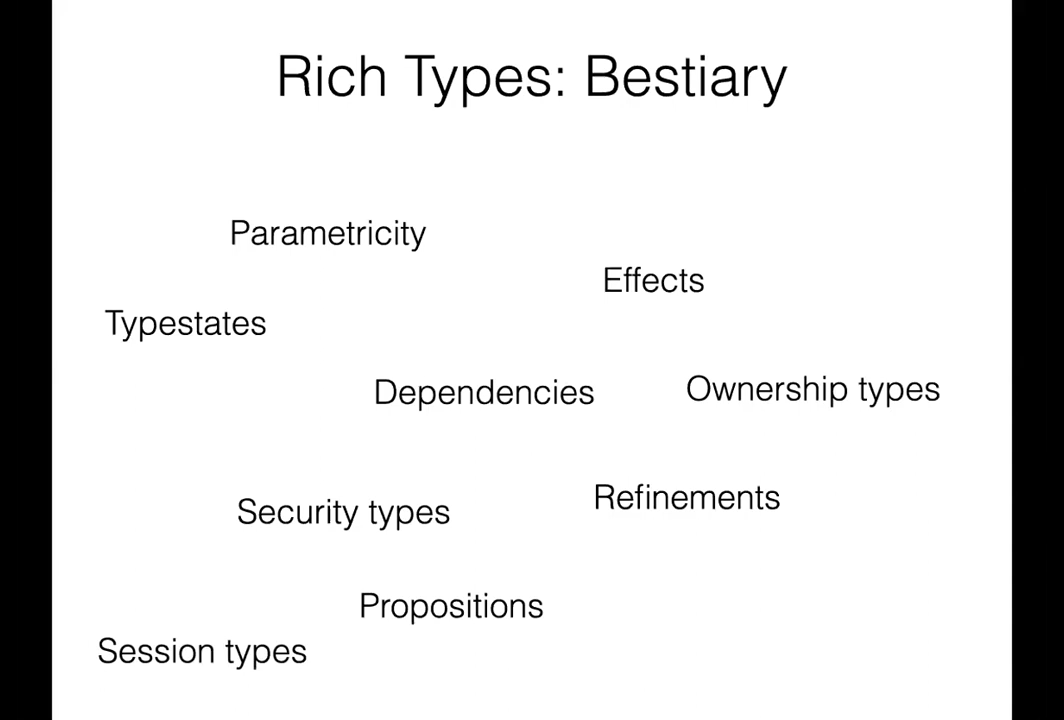 Rich Types: Bestiary
Parametricity
Effects
Typestates
Dependencies
Ownership types
Security types
Refinements
Propositions
Session types